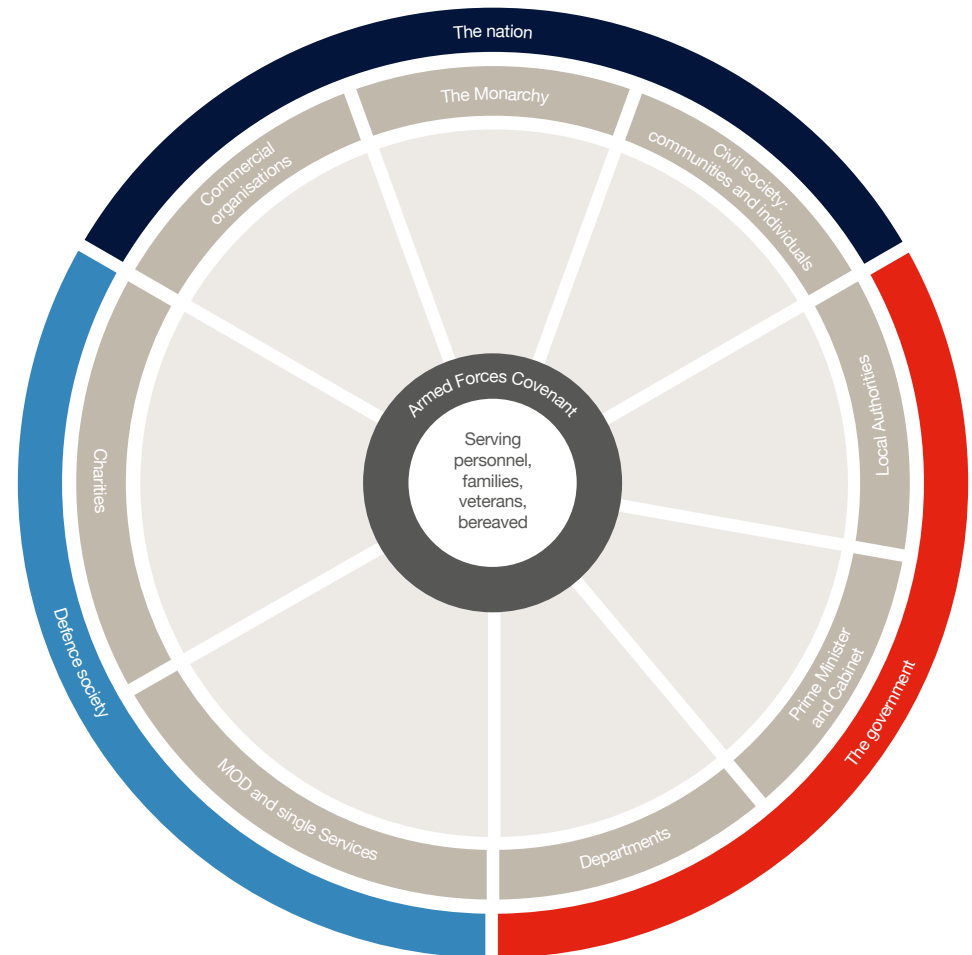 The nation
The Monarchy
Commercial
organisations
Civil society:
communities and individuals
Armed Forces Covenant
Serving
personnel,
families,
veterans,
bereaved
Local Authorities
Charities
Prime Minister
and Cabinet
Defence society
The government
MOD and single Services
Departments